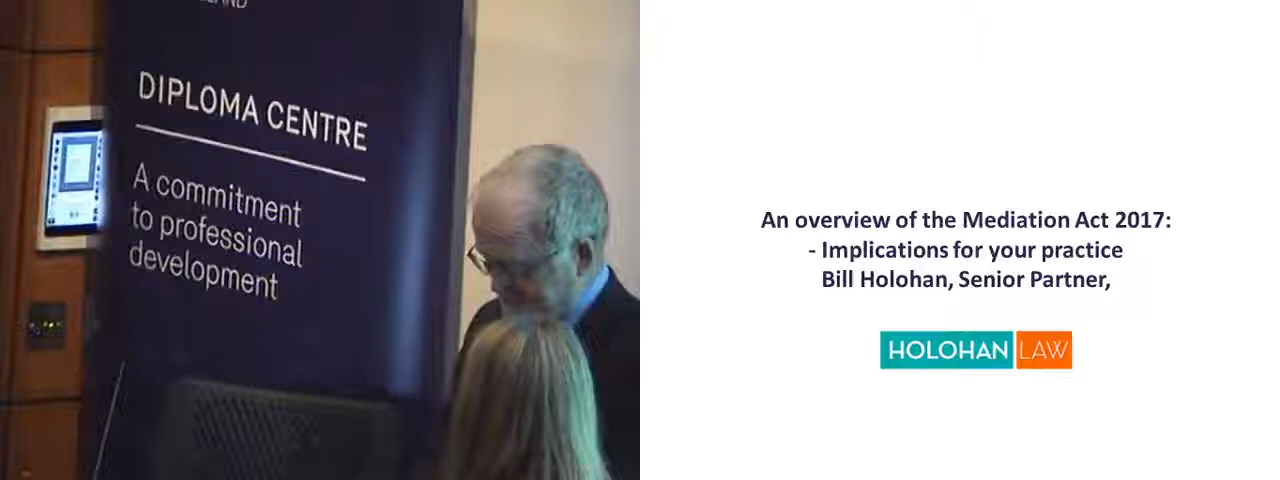 DIPLOMA CENTRE
A commitment
to professional
development
An overview of the Mediation Act 2017:
- Implications for your practice
Bill Holohan, Senior Partner,
HOLOHAN LAW